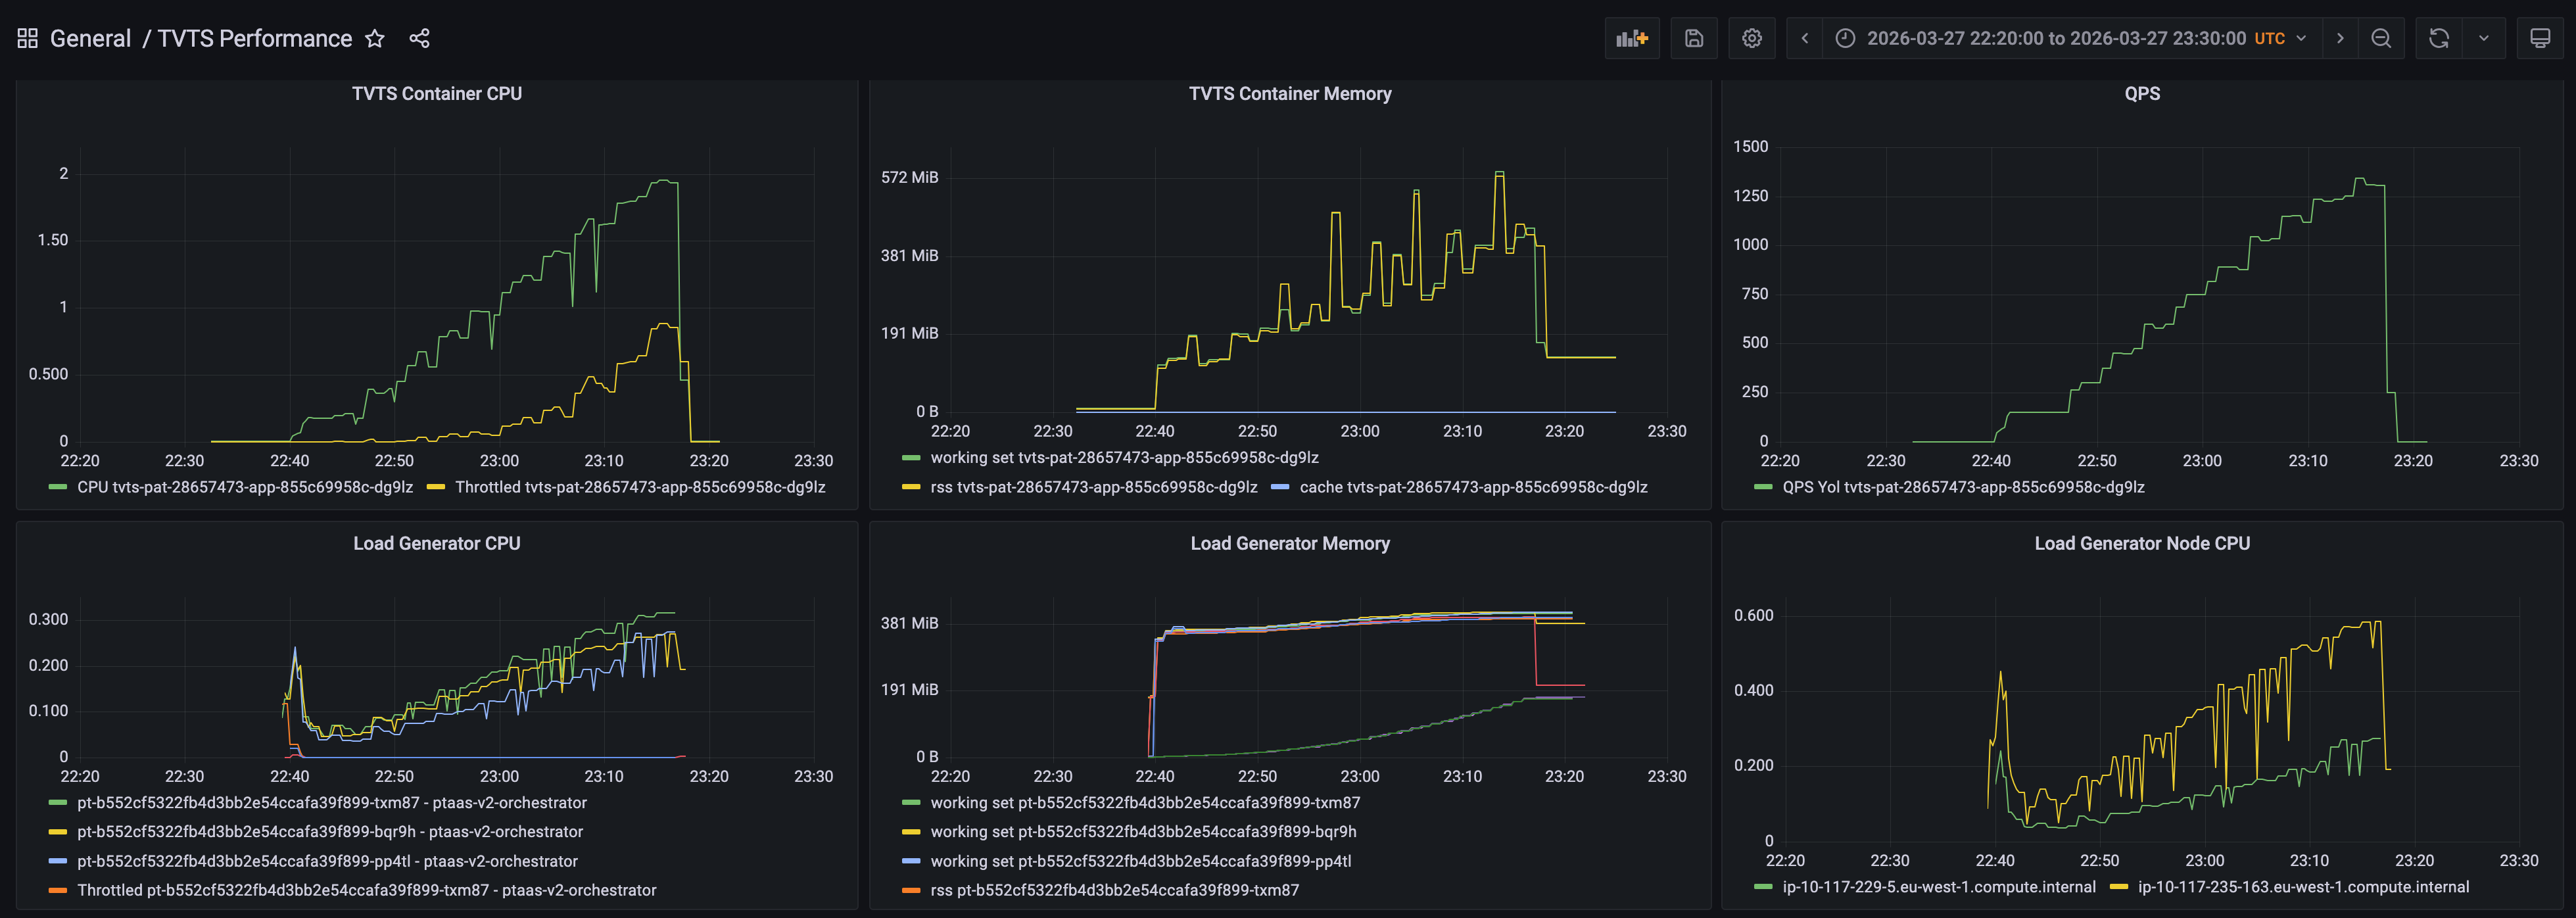 General / TVTS Performance
2026-03-27 22:20:00 to 2026-03-27 23:30:00 UTC
TVTS Container CPU
2
1.50
1
0.500
0
22:20 22:30 22:40 22:50 23:00 23:10 23:20 23:30
CPU tvts-pat-28657473-app-855c69958c-dg9lz Throttled tvts-pat-28657473-app-855c69958c-dg9lz
TVTS Container Memory
572 MiB
381 MiB
191 MiB
0 B
22:20 22:30 22:40 22:50 23:00 23:10 23:20 23:30
working set tvts-pat-28657473-app-855c69958c-dg9lz
rss tvts-pat-28657473-app-855c69958c-dg9lz cache tvts-pat-28657473-app-855c69958c-dg9lz
QPS
1500
1250
1000
750
500
250
0
22:20 22:30 22:40 22:50 23:00 23:10 23:20 23:30
QPS Yol tvts-pat-28657473-app-855c69958c-dg9lz
Load Generator CPU
0.300
0.200
0.100
0
22:20 22:30 22:40 22:50 23:00 23:10 23:20 23:30
pt-b552cf5322fb4d3bb2e54ccafa39f899-txm87 - ptaas-v2-orchestrator
pt-b552cf5322fb4d3bb2e54ccafa39f899-bqr9h - ptaas-v2-orchestrator
pt-b552cf5322fb4d3bb2e54ccafa39f899-pp4tl - ptaas-v2-orchestrator
Throttled pt-b552cf5322fb4d3bb2e54ccafa39f899-txm87 - ptaas-v2-orchestrator
Load Generator Memory
381 MiB
191 MiB
0 B
22:20 22:30 22:40 22:50 23:00 23:10 23:20 23:30
working set pt-b552cf5322fb4d3bb2e54ccafa39f899-txm87
working set pt-b552cf5322fb4d3bb2e54ccafa39f899-bqr9h
working set pt-b552cf5322fb4d3bb2e54ccafa39f899-pp4tl
rss pt-b552cf5322fb4d3bb2e54ccafa39f899-txm87
Load Generator Node CPU
0.600
0.400
0.200
0
22:20 22:30 22:40 22:50 23:00 23:10 23:20 23:30
ip-10-117-229-5.eu-west-1.compute.internal ip-10-117-235-163.eu-west-1.compute.internal